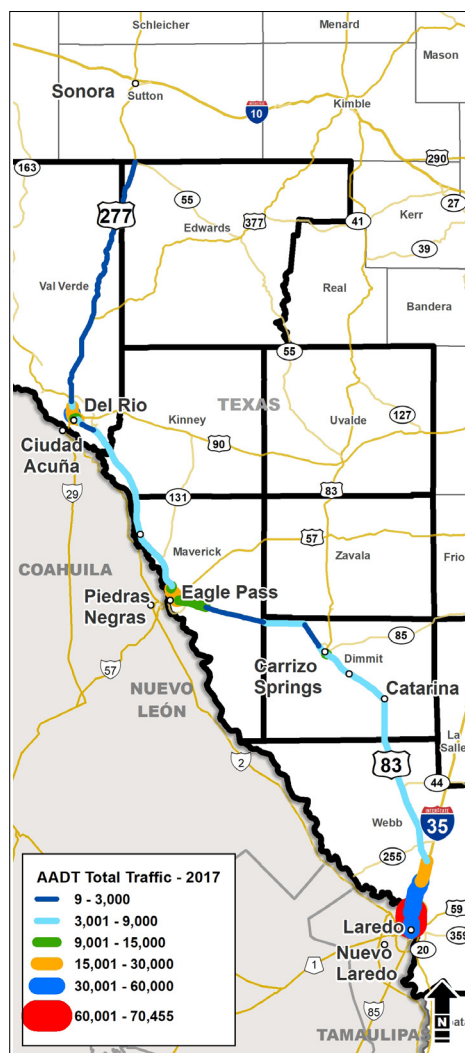 Schleicher
Menard
Mason
Sonora
Sutton
Kimble
INTERSTATE
10
290
163
277
55
377
Edwards
41
Kerr
27
39
Val Verde
Real
Bandera
55
Del Rio
Kinney
TEXAS
Uvalde
127
Ciudad
Acuña
90
29
83
131
57
COAHUILA
Maverick
Zavala
Frio
Eagle Pass
Piedras
Negras
85
Carrizo
Springs
Dimmit
57
Catarina
NUEVO
LEÓN
La
Salle
2
83
44
INTERSTATE
35
Webb
255
AADT Total Traffic - 2017
9 - 3,000
3,001 - 9,000
9,001 - 15,000
15,001 - 30,000
30,001 - 60,000
60,001 - 70,455
59
Laredo
359
20
Nuevo
Laredo
1
85
N
TAMAULIPAS